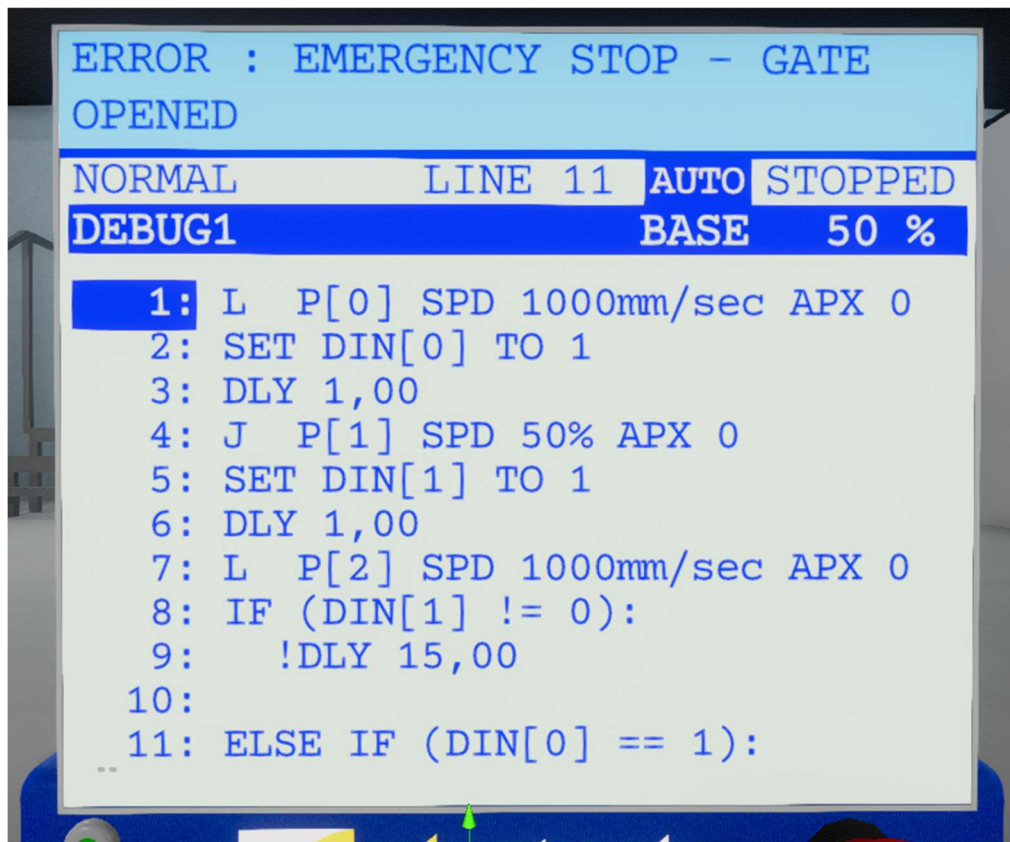 ERROR : EMERGENCY STOP – GATE
OPENED
NORMAL LINE 11 AUTO STOPPED
DEBUG1 BASE 50 %
1: L P[0] SPD 1000mm/sec APX 0
2: SET DIN[0] TO 1
3: DLY 1,00
4: J P[1] SPD 50% APX 0
5: SET DIN[1] TO 1
6: DLY 1,00
7: L P[2] SPD 1000mm/sec APX 0
8: IF (DIN[1] != 0):
9: !DLY 15,00
10:
11: ELSE IF (DIN[0] == 1):